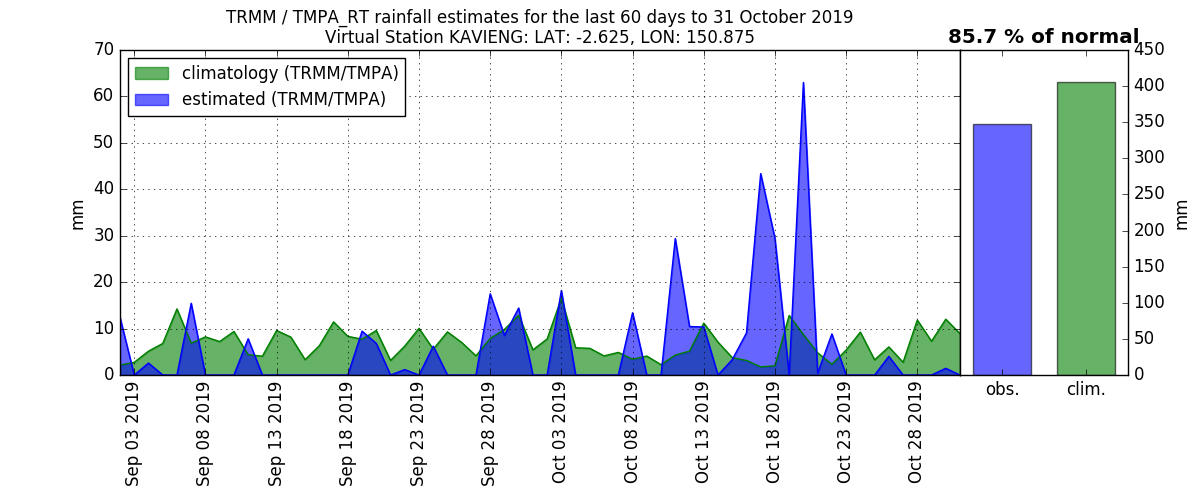 TRMM / TMPA_RT rainfall estimates for the last 60 days to 31 October 2019
Virtual Station KAVIENG: LAT: -2.625, LON: 150.875
85.7 % of normal
climatology (TRMM/TMPA)
estimated (TRMM/TMPA)
70
60
50
40
30
20
10
0
mm
Sep 03 2019
Sep 08 2019
Sep 13 2019
Sep 18 2019
Sep 23 2019
Sep 28 2019
Oct 03 2019
Oct 08 2019
Oct 13 2019
Oct 18 2019
Oct 23 2019
Oct 28 2019
obs.
clim.
450
400
350
300
250
200
150
100
50
0
mm